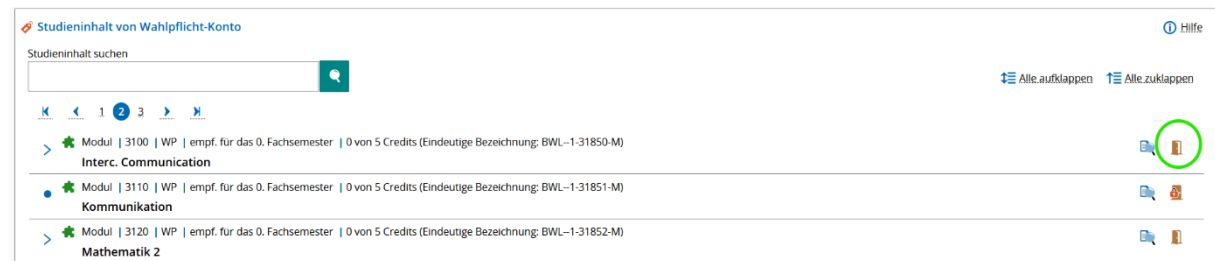 Studieninhalt von Wahlpflicht-Konto
Hilfe
Studieninhalt suchen
Alle aufklappen Alle zuklappen
1 2 3
Modul | 3100 | WP | empf. für das 0. Fachsemester | 0 von 5 Credits (Eindeutige Bezeichnung: BWL--1-31850-M)
Interc. Communication
Modul | 3110 | WP | empf. für das 0. Fachsemester | 0 von 5 Credits (Eindeutige Bezeichnung: BWL--1-31851-M)
Kommunikation
Modul | 3120 | WP | empf. für das 0. Fachsemester | 0 von 5 Credits (Eindeutige Bezeichnung: BWL--1-31852-M)
Mathematik 2